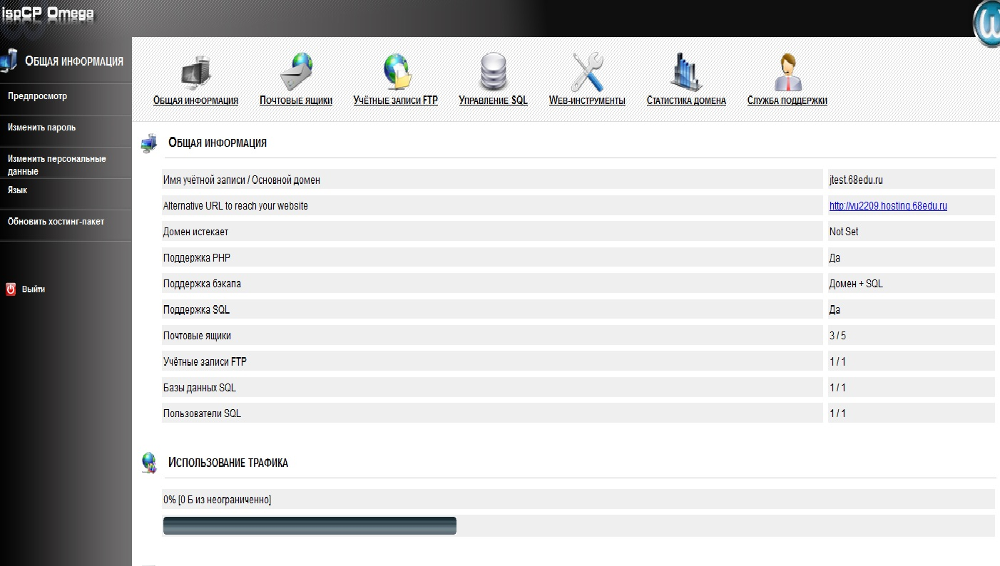 ispCP Omega
Общая информация
Предпросмотр
Изменить пароль
Изменить персональные
данные
Язык
Обновить хостинг-пакет
Выйти
Общая информация
Почтовые ящики
Учётные записи FTP
Управление SQL
Web-инструменты
Статистика домена
Служба поддержки
Общая информация
Имя учётной записи / Основной домен
jtest.68edu.ru
Alternative URL to reach your website
http://vu2209.hosting.68edu.ru
Домен истекает
Not Set
Поддержка PHP
Да
Поддержка бэкапа
Домен + SQL
Поддержка SQL
Да
Почтовые ящики
3 / 5
Учётные записи FTP
1 / 1
Базы данных SQL
1 / 1
Пользователи SQL
1 / 1
Использование трафика
0% [0 Б из неограниченно]